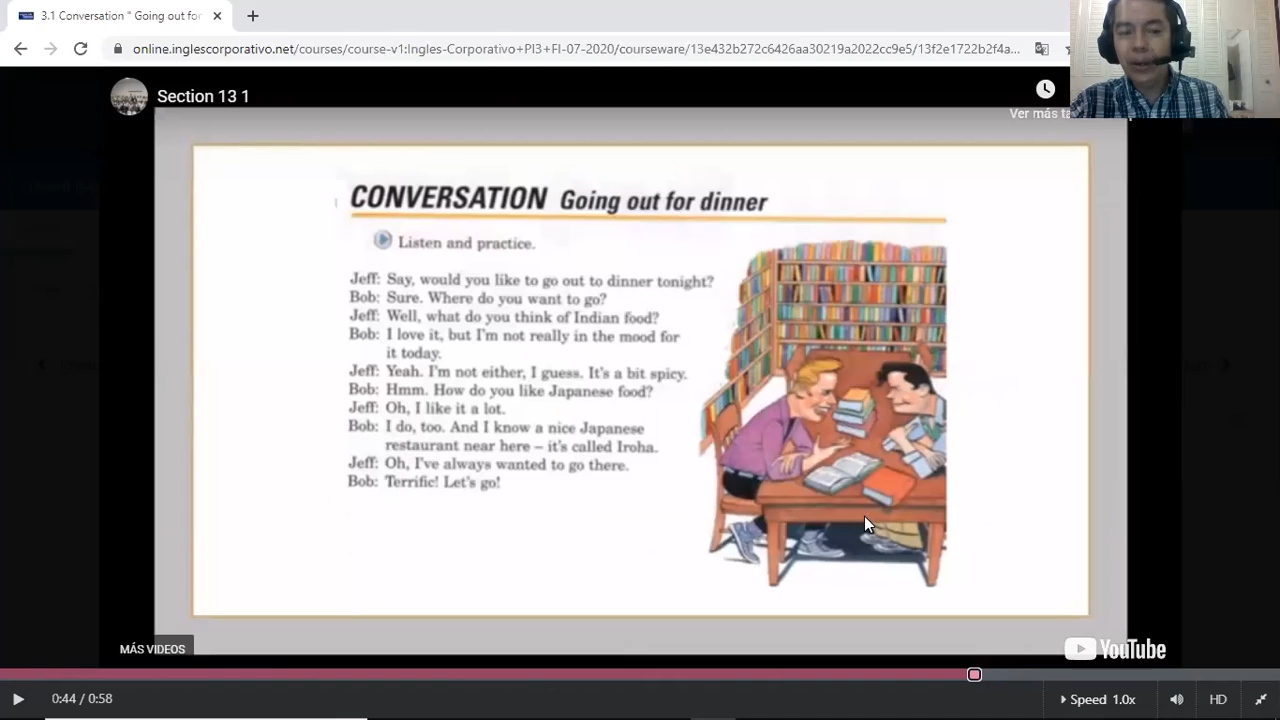 3.1 Conversation " Going out for
online.inglescorporativo.net/courses/course-v1:Ingles-Corporativo+PI3+FI-07-2020/courseware/13e432b272c6426aa30219a2022cc9e5/13f2e1722b2f4a...
Section 13 1
Ver más ta
CONVERSATION Going out for dinner
Listen and practice.
Jeff: Say, would you like to go out to dinner tonight?
Bob: Sure. Where do you want to go?
Jeff: Well, what do you think of Indian food?
Bob: I love it, but I'm not really in the mood for
it today.
Jeff: Yeah. I'm not either, I guess. It's a bit spicy.
Bob: Hmm. How do you like Japanese food?
Jeff: Oh, I like it a lot.
Bob: I do, too. And I know a nice Japanese
restaurant near here – it's called Iroha.
Jeff: Oh, I've always wanted to go there.
Bob: Terrific! Let's go!
MÁS VIDEOS
YouTube
0:44 / 0:58
Speed 1.0x
HD